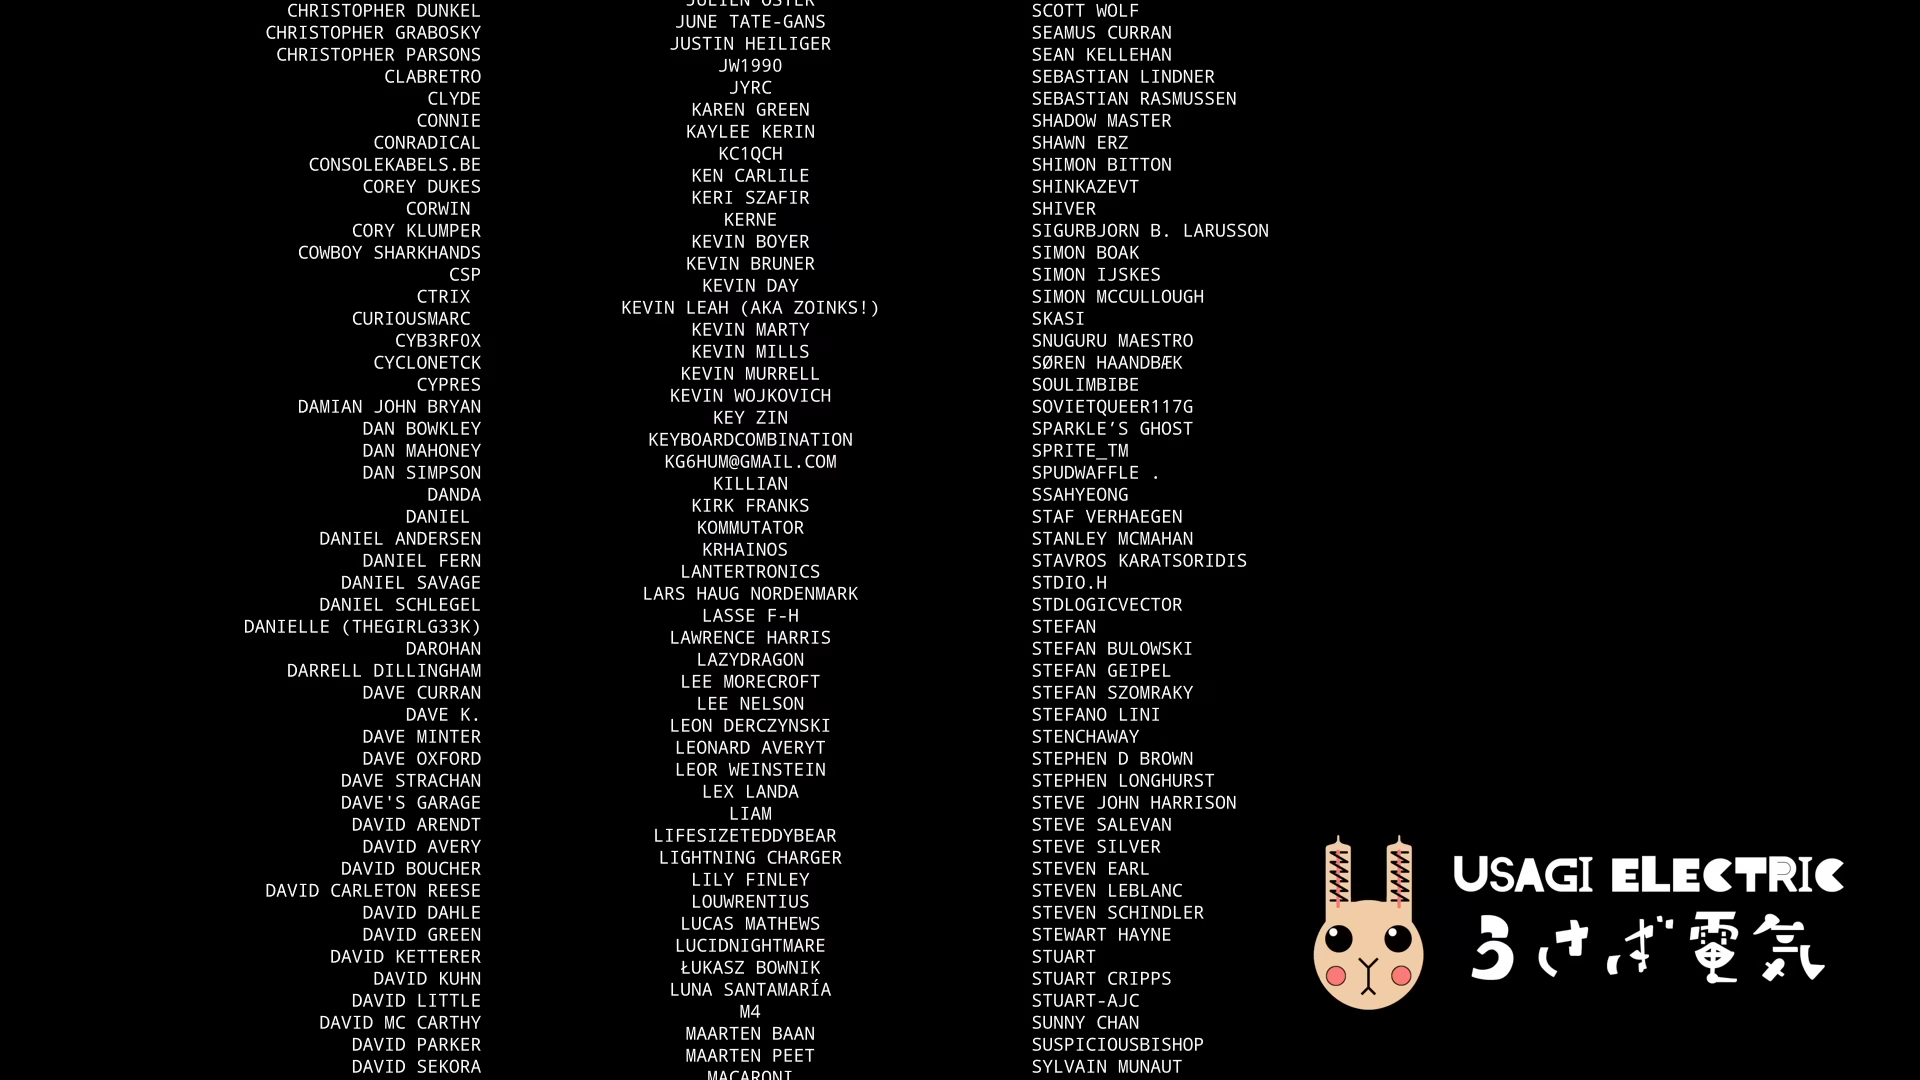 CHRISTOPHER DUNKEL
CHRISTOPHER GRABOSKY
CHRISTOPHER PARSONS
CLABRETRO
CLYDE
CONNIE
CONRADICAL
CONSOLEKABELS.BE
COREY DUKES
CORWIN
CORY KLUMPER
COWBOY SHARKHANDS
CSP
CTRIX
CURIOUSMARC
CYB3RF0X
CYCLONETCK
CYPRES
DAMIAN JOHN BRYAN
DAN BOWKLEY
DAN MAHONEY
DAN SIMPSON
DANDA
DANIEL
DANIEL ANDERSEN
DANIEL FERN
DANIEL SAVAGE
DANIEL SCHLEGEL
DANIELLE (THEGIRLG33K)
DAROHAN
DARRELL DILLINGHAM
DAVE CURRAN
DAVE K.
DAVE MINTER
DAVE OXFORD
DAVE STRACHAN
DAVE'S GARAGE
DAVID ARENDT
DAVID AVERY
DAVID BOUCHER
DAVID CARLETON REESE
DAVID DAHLE
DAVID GREEN
DAVID KETTERER
DAVID KUHN
DAVID LITTLE
DAVID MC CARTHY
DAVID PARKER
DAVID SEKORA
JULIEN OSTER
JUNE TATE-GANS
JUSTIN HEILIGER
JW1990
JYRC
KAREN GREEN
KAYLEE KERIN
KC1QCH
KEN CARLILE
KERI SZAFIR
KERNE
KEVIN BOYER
KEVIN BRUNER
KEVIN DAY
KEVIN LEAH (AKA ZOINKS!)
KEVIN MARTY
KEVIN MILLS
KEVIN MURRELL
KEVIN WOJKOVICH
KEY ZIN
KEYBOARDCOMBINATION
KG6HUM@GMAIL.COM
KILLIAN
KIRK FRANKS
KOMMUTATOR
KRHAINOS
LANTERTRONICS
LARS HAUG NORDENMARK
LASSE F-H
LAWRENCE HARRIS
LAZYDRAGON
LEE MORECROFT
LEE NELSON
LEON DERCZYNSKI
LEONARD AVERYT
LEOR WEINSTEIN
LEX LANDA
LIAM
LIFESIZETEDDYBEAR
LIGHTNING CHARGER
LILY FINLEY
LOUWRENTIUS
LUCAS MATHEWS
LUCIDNIGHTMARE
ŁUKASZ BOWNIK
LUNA SANTAMARÍA
M4
MAARTEN BAAN
MAARTEN PEET
MACARONI
SCOTT WOLF
SEAMUS CURRAN
SEAN KELLEHAN
SEBASTIAN LINDNER
SEBASTIAN RASMUSSEN
SHADOW MASTER
SHAWN ERZ
SHIMON BITTON
SHINKAZEVT
SHIVER
SIGURBJORN B. LARUSSON
SIMON BOAK
SIMON IJSKES
SIMON MCCULLOUGH
SKASI
SNUGURU MAESTRO
SØREN HAANDBÆK
SOULIMBIBE
SOVIETQUEER117G
SPARKLE’S GHOST
SPRITE_TM
SPUDWAFFLE .
SSAHYEONG
STAF VERHAEGEN
STANLEY MCMAHAN
STAVROS KARATSORIDIS
STDIO.H
STDLOGICVECTOR
STEFAN
STEFAN BULOWSKI
STEFAN GEIPEL
STEFAN SZOMRAKY
STEFANO LINI
STENCHAWAY
STEPHEN D BROWN
STEPHEN LONGHURST
STEVE JOHN HARRISON
STEVE SALEVAN
STEVE SILVER
STEVEN EARL
STEVEN LEBLANC
STEVEN SCHINDLER
STEWART HAYNE
STUART
STUART CRIPPS
STUART-AJC
SUNNY CHAN
SUSPICIOUSBISHOP
SYLVAIN MUNAUT
USAGI ELECTRIC
うさぎ電気